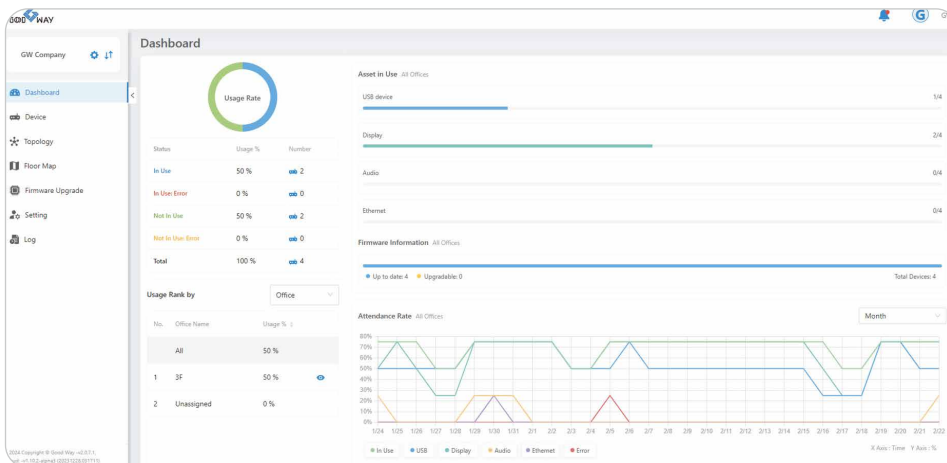 GOOD WAY
G
GW Company
Dashboard
Device
Topology
Floor Map
Firmware Upgrade
Setting
Log
2024 Copyright © Good Way
Dashboard
Usage Rate
Status Usage % Number
In Use 50 % 2
In Use: Error 0 % 0
Not In Use 50 % 2
Not In Use: Error 0 % 0
Total 100 % 4
Usage Rank by Office
No. Office Name Usage %
All 50 %
1 3F 50 %
2 Unassigned 0 %
Asset in Use All Offices
USB device 1/4
Display 2/4
Audio 0/4
Ethernet 0/4
Firmware Information All Offices
Up to date: 4 Upgradable: 0 Total Devices: 4
Attendance Rate All Offices Month
80%
70%
60%
50%
40%
30%
20%
10%
0%
1/24 1/25 1/26 1/27 1/28 1/29 1/30 1/31 2/1 2/2 2/3 2/4 2/5 2/6 2/7 2/8 2/9 2/10 2/11 2/12 2/13 2/14 2/15 2/16 2/17 2/18 2/19 2/20 2/21 2/22
In Use USB Display Audio Ethernet Error X Axis : Time Y Axis : %